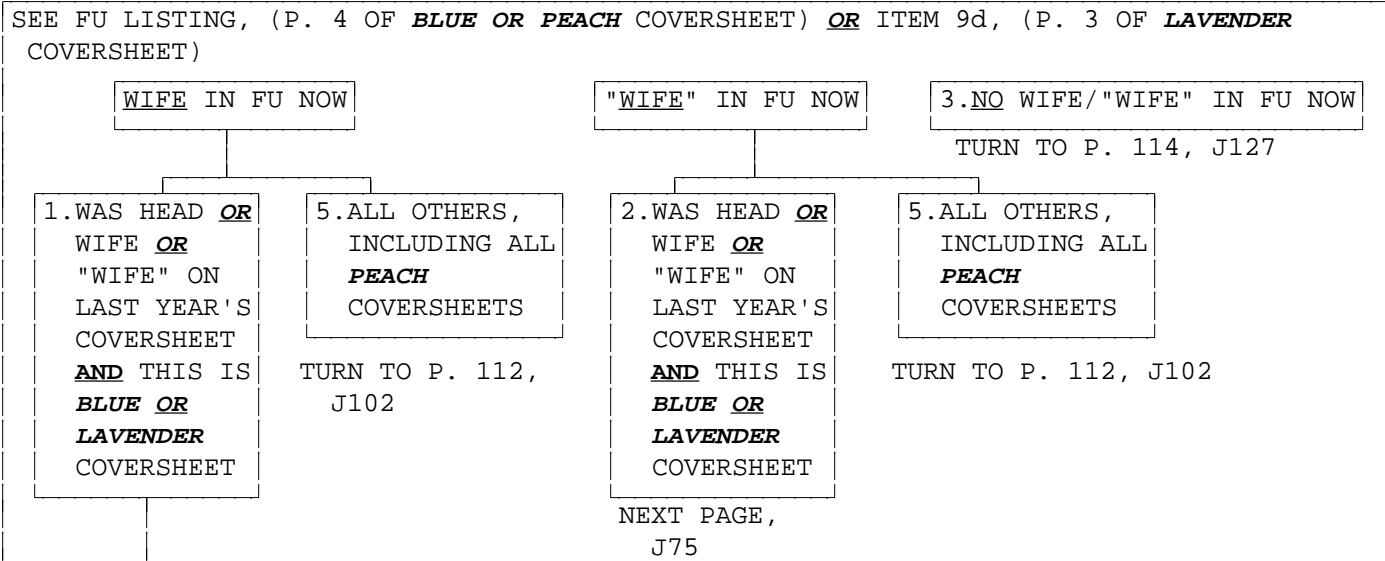 SEE FU LISTING, (P. 4 OF BLUE OR PEACH COVERSHEET) OR ITEM 9d, (P. 3 OF LAVENDER
COVERSHEET)
WIFE IN FU NOW
"WIFE" IN FU NOW
3.NO WIFE/"WIFE" IN FU NOW
TURN TO P. 114, J127
1.WAS HEAD OR
WIFE OR
"WIFE" ON
LAST YEAR'S
COVERSHEET
AND THIS IS
BLUE OR
LAVENDER
COVERSHEET
5.ALL OTHERS,
INCLUDING ALL
PEACH
COVERSHEETS
TURN TO P. 112,
J102
2.WAS HEAD OR
WIFE OR
"WIFE" ON
LAST YEAR'S
COVERSHEET
AND THIS IS
BLUE OR
LAVENDER
COVERSHEET
NEXT PAGE,
J75
5.ALL OTHERS,
INCLUDING ALL
PEACH
COVERSHEETS
TURN TO P. 112, J102